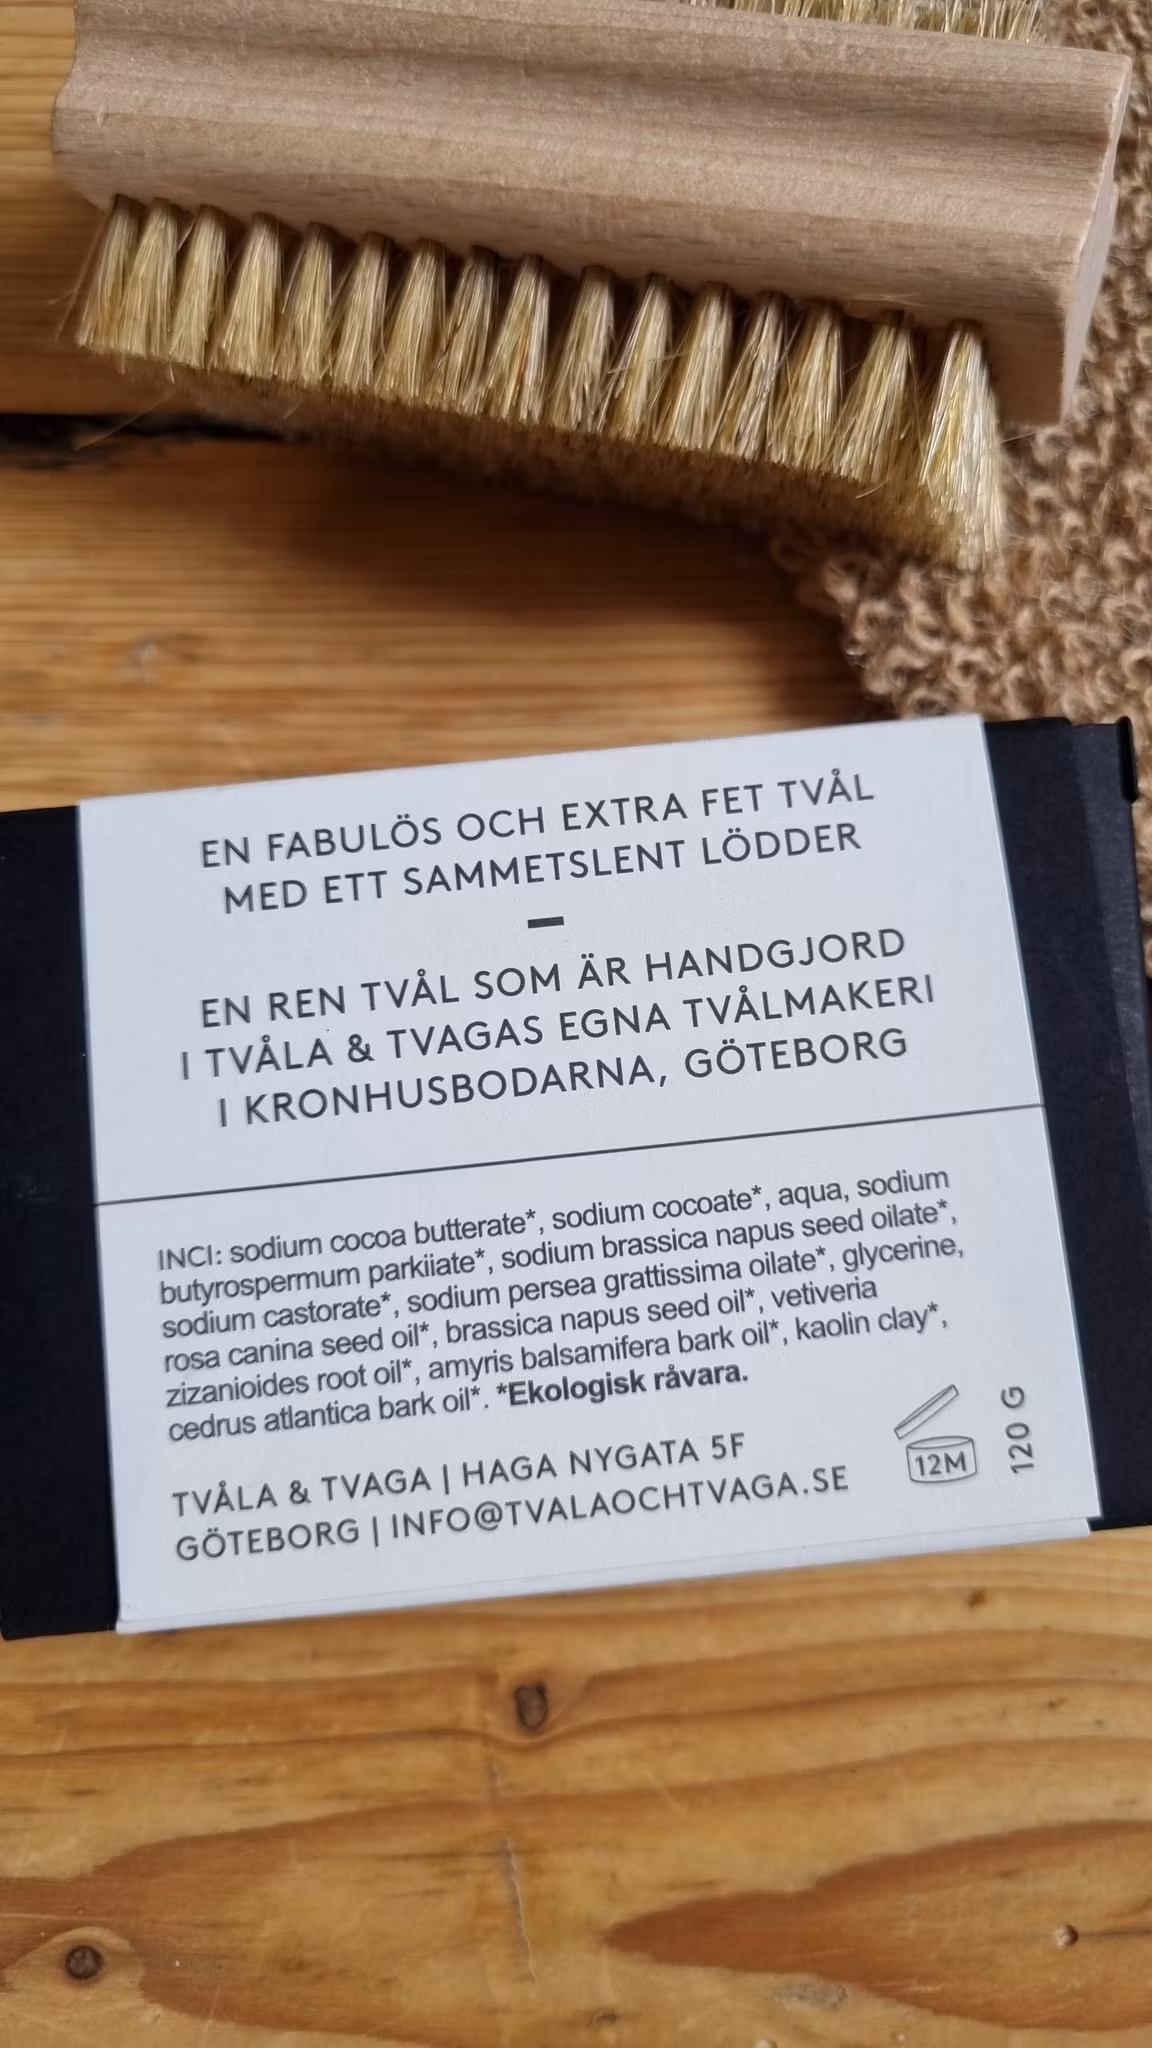 EN FABULÖS OCH EXTRA FET TVÅL
MED ETT SAMMETSLENT LÖDDER
EN REN TVÅL SOM ÄR HANDGJORD
I TVÅLA & TVAGAS EGNA TVÅLMAKERI
I KRONHUSBODARNA, GÖTEBORG
INCI: sodium cocoa butterate*, sodium cocoate*, aqua, sodium
butyrospermum parkiiate*, sodium brassica napus seed oilate*,
sodium castorate*, sodium persea grattissima oilate*, glycerine,
rosa canina seed oil*, brassica napus seed oil*, vetiveria
zizanioides root oil*, amyris balsamifera bark oil*, kaolin clay*,
cedrus atlantica bark oil*. *Ekologisk råvara.
TVÅLA & TVAGA | HAGA NYGATA 5F
GÖTEBORG | INFO@TVALAOCHTVAGA.SE
12M
120 G